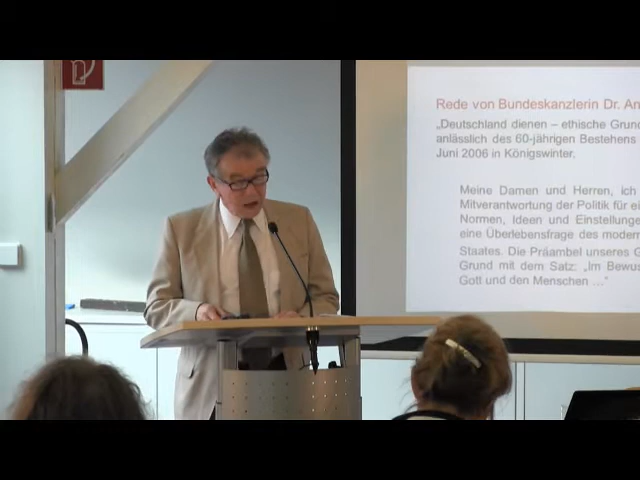 Rede von Bundeskanzlerin Dr. An
„Deutschland dienen – ethische Grun
anlässlich des 60-jährigen Bestehens
Juni 2006 in Königswinter.
Meine Damen und Herren, ich
Mitverantwortung der Politik für ei
Normen, Ideen und Einstellunge
eine Überlebensfrage des moder
Staates. Die Präambel unseres G
Grund mit dem Satz: „Im Bewus
Gott und den Menschen ..."